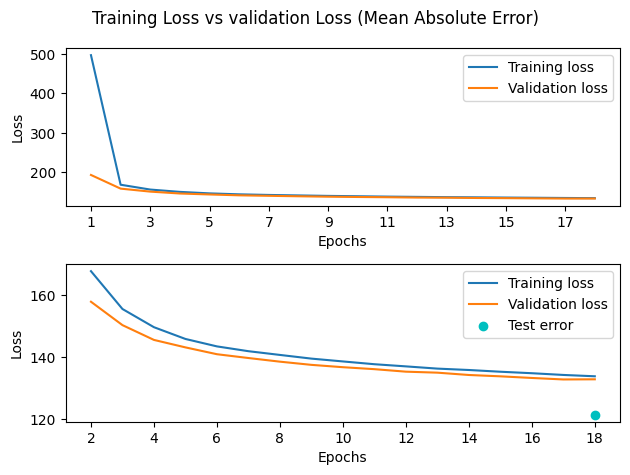 Training Loss vs validation Loss (Mean Absolute Error)
500
400
300
200
Loss
Training loss
Validation loss
1 3 5 7 9 11 13 15 17
Epochs
160
140
120
Loss
Training loss
Validation loss
Test error
2 4 6 8 10 12 14 16 18
Epochs